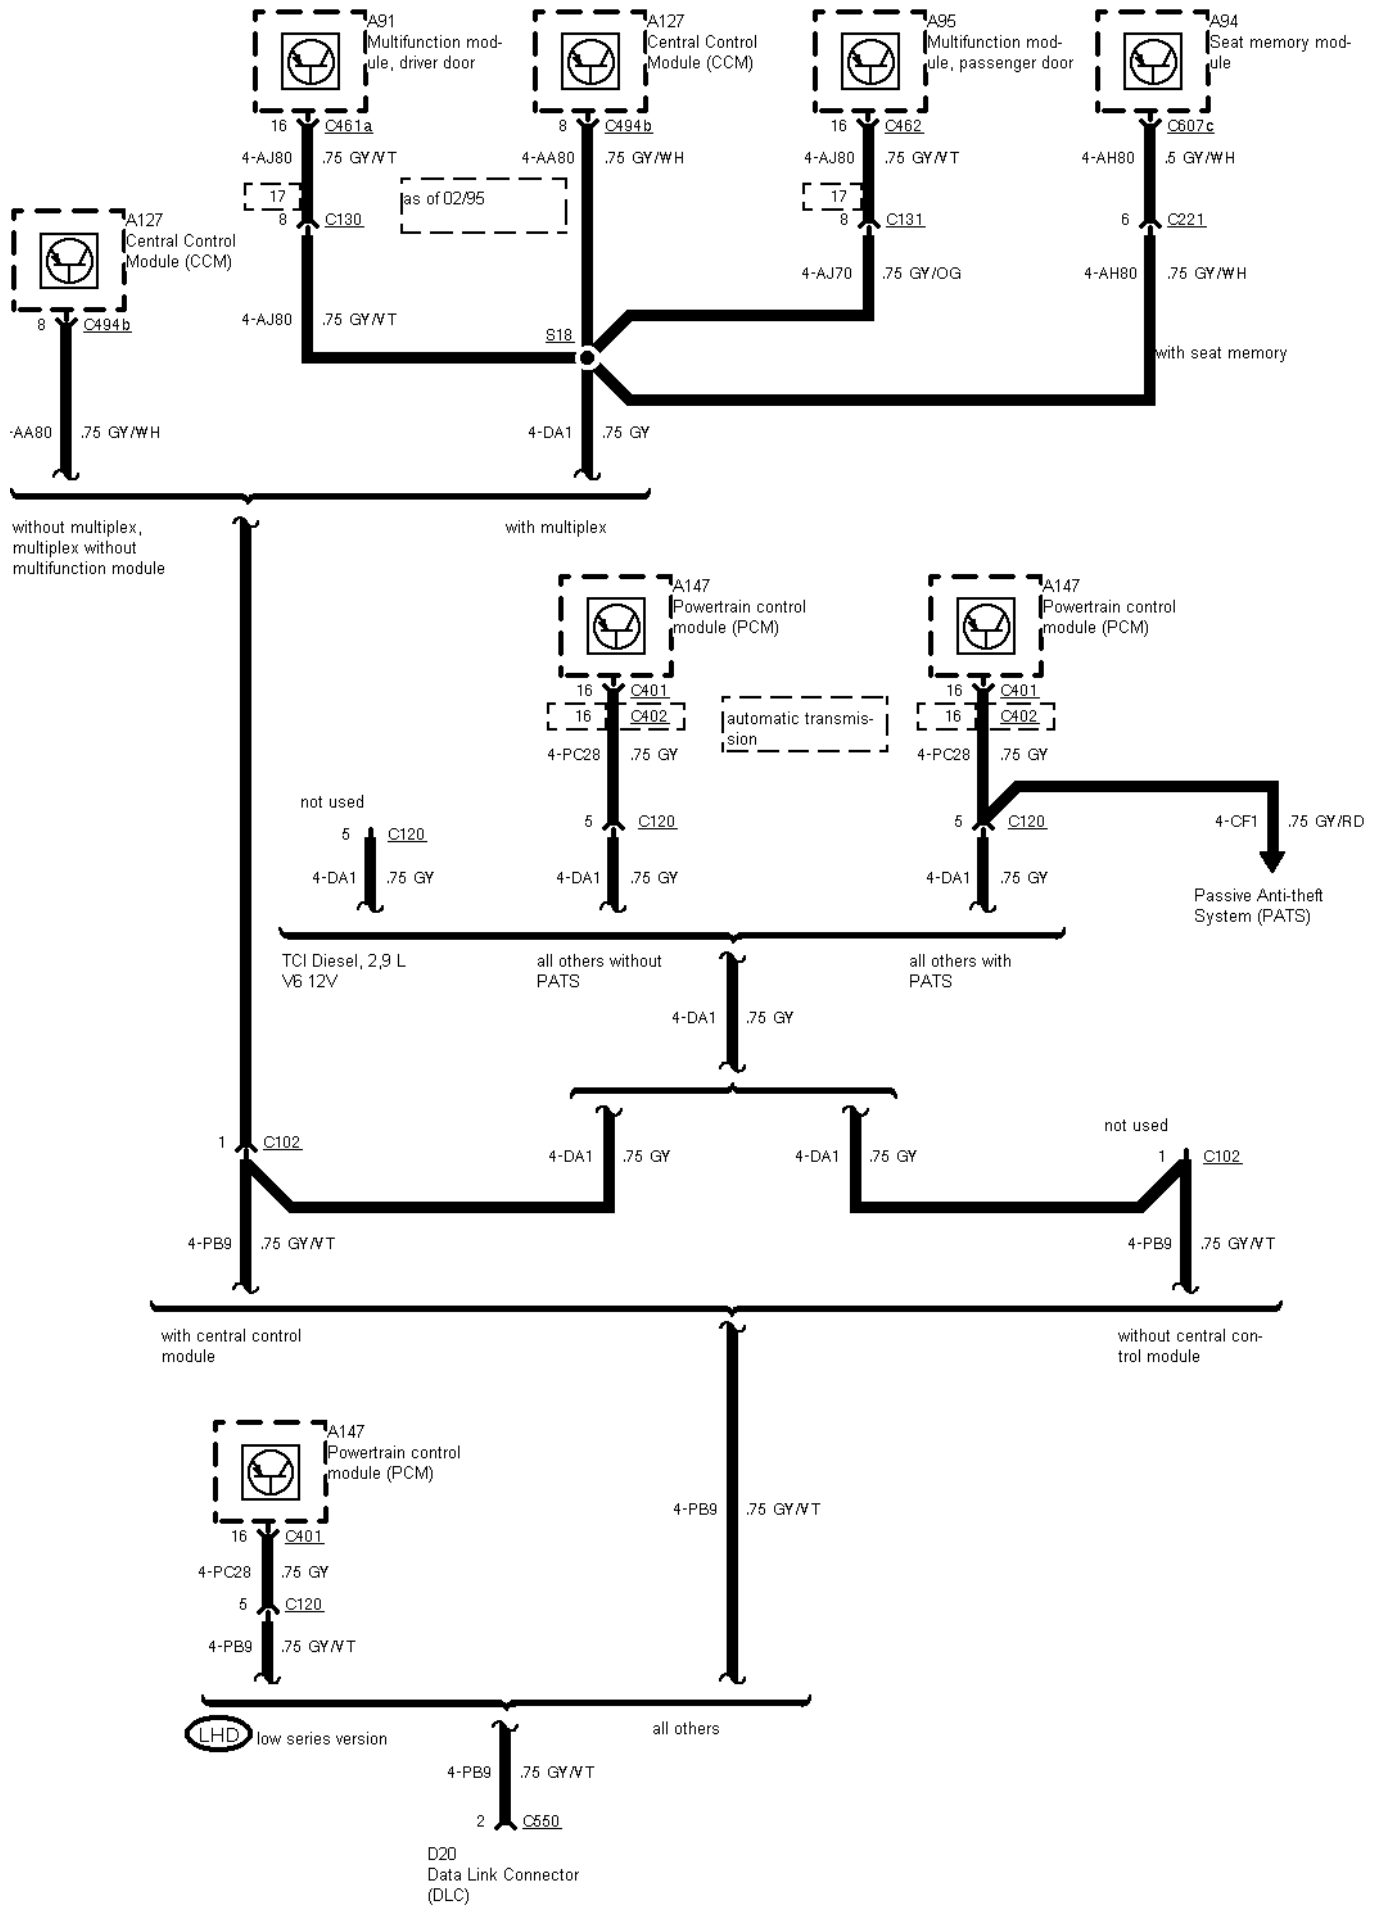 A91
Multifunction mod-
ule, driver door
A127
Central Control
Module (CCM)
A95
Multifunction mod-
ule, passenger door
A94
Seat memory mod-
ule
16 C461a
8 C494b
16 C462
C607c
4-AJ80 .75 GY/VT
4-AA80 .75 GY/WH
4-AJ80 .75 GY/VT
4-AH80 .5 GY/WH
17
as of 02/95
17
8 C130
8 C131
6 C221
A127
Central Control
Module (CCM)
4-AJ70 .75 GY/OG
4-AH80 .75 GY/WH
8 C494b
4-AJ80 .75 GY/VT
S18
with seat memory
-AA80 .75 GY/WH
4-DA1 .75 GY
without multiplex,
multiplex without
multifunction module
with multiplex
A147
Powertrain control
module (PCM)
A147
Powertrain control
module (PCM)
16 C401
16 C401
16 C402
automatic transmis-
sion
16 C402
4-PC28 .75 GY
4-PC28 .75 GY
not used
5 C120
5 C120
5 C120
4-CF1 .75 GY/RD
4-DA1 .75 GY
4-DA1 .75 GY
4-DA1 .75 GY
Passive Anti-theft
System (PATS)
TCI Diesel, 2,9 L
V6 12V
all others without
PATS
all others with
PATS
4-DA1 .75 GY
not used
1 C102
4-DA1 .75 GY
4-DA1 .75 GY
1 C102
4-PB9 .75 GY/VT
4-PB9 .75 GY/VT
with central control
module
without central con-
trol module
A147
Powertrain control
module (PCM)
4-PB9 .75 GY/VT
16 C401
4-PC28 .75 GY
5 C120
4-PB9 .75 GY/VT
LHD low series version
all others
4-PB9 .75 GY/VT
2 C550
D20
Data Link Connector
(DLC)